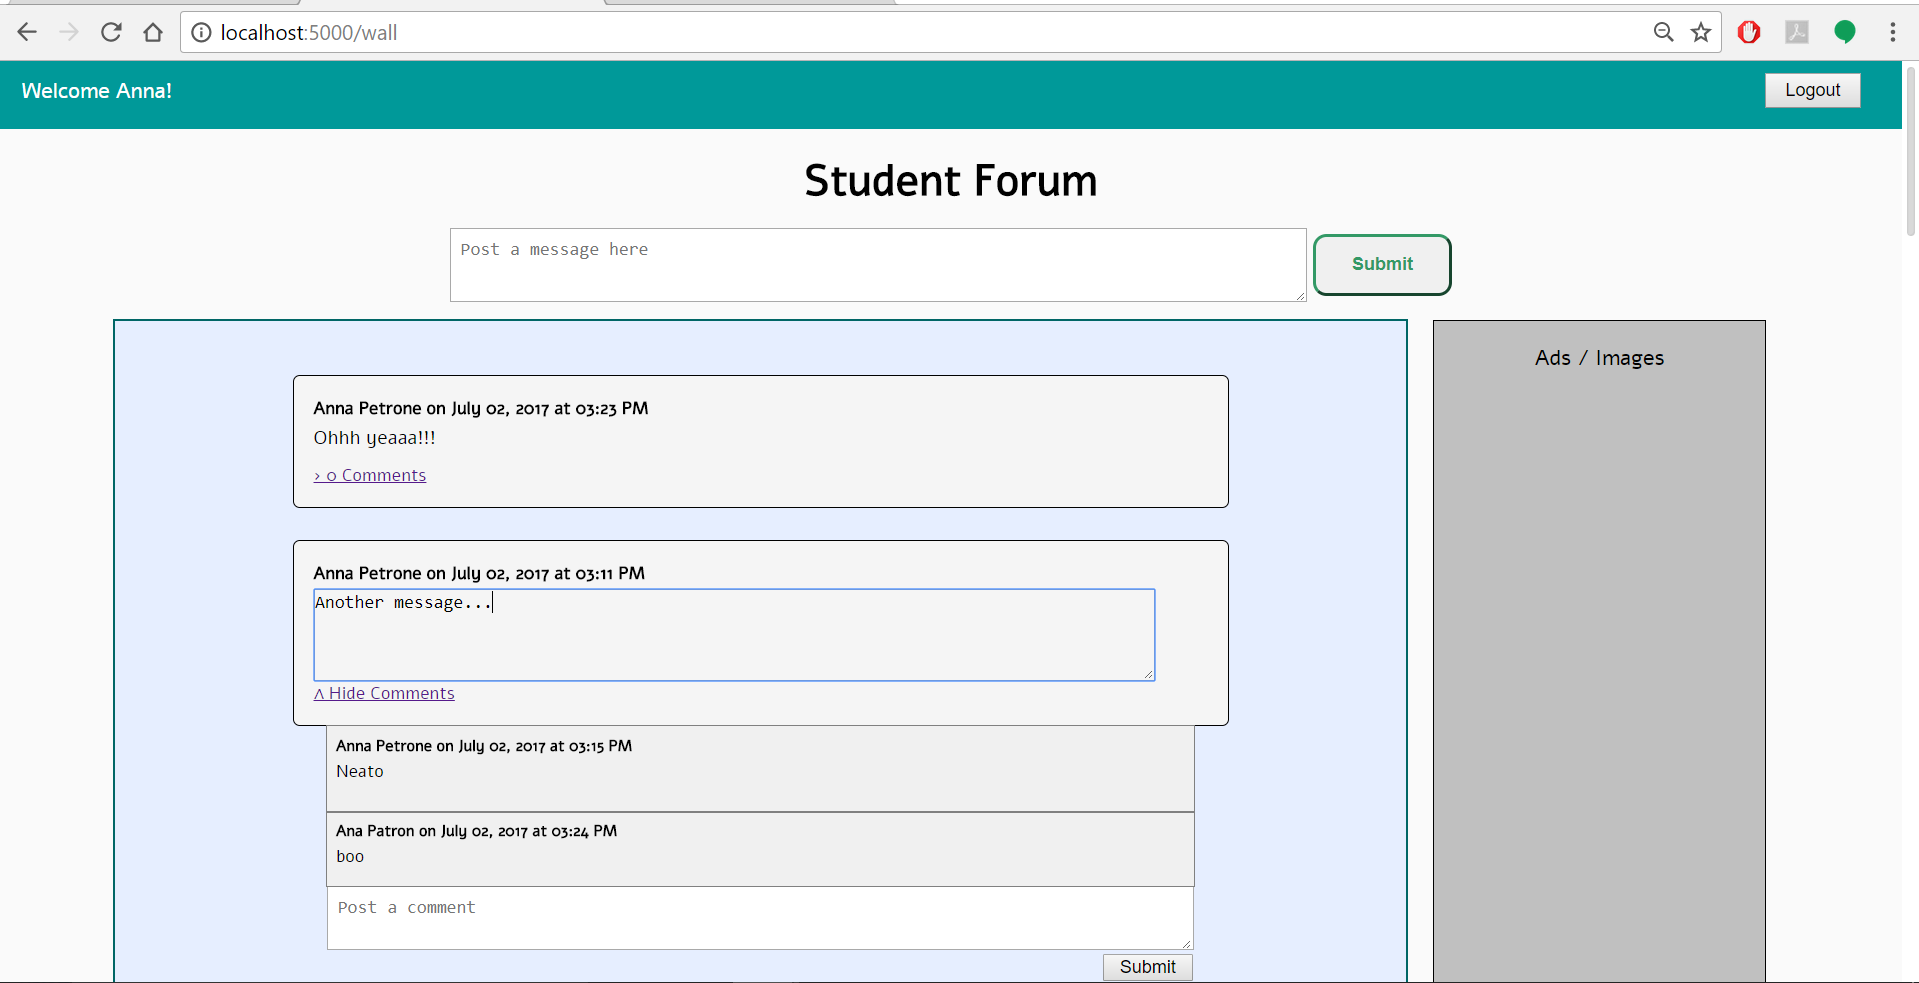 localhost:5000/wall
Welcome Anna!
Logout
Student Forum
Post a message here
Submit
Ads / Images
Anna Petrone on July 02, 2017 at 03:23 PM
Ohhh yeaaa!!!
> 0 Comments
Anna Petrone on July 02, 2017 at 03:11 PM
Another message...
Λ Hide Comments
Anna Petrone on July 02, 2017 at 03:15 PM
Neato
Ana Patron on July 02, 2017 at 03:24 PM
boo
Post a comment
Submit